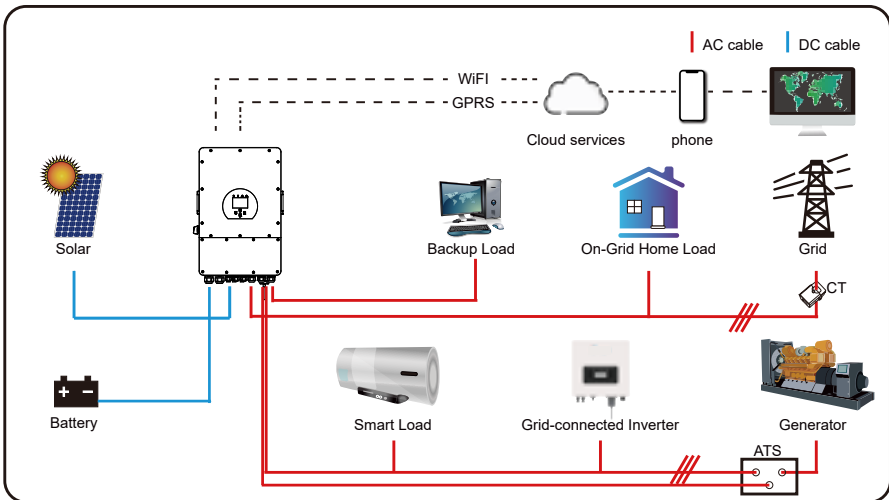 AC cable
DC cable
WiFI
GPRS
Cloud services
phone
Solar
Backup Load
On-Grid Home Load
Grid
CT
Battery
Smart Load
Grid-connected Inverter
Generator
ATS